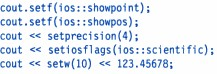 cout.setf(ios::showpoint);
cout.setf(ios::showpos);
cout << setprecision(4);
cout << setiosflags(ios::scientific);
cout << setw(10) << 123.45678;